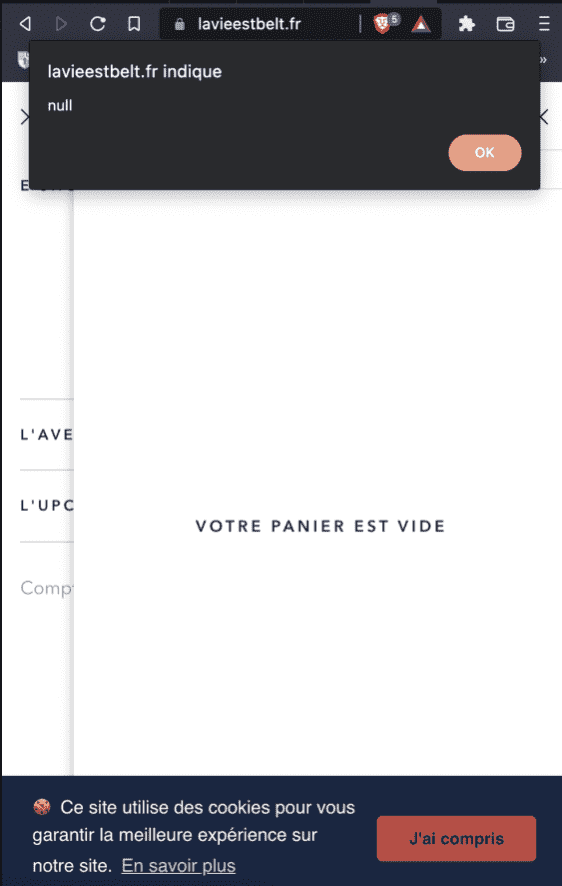 lavieestbelt.fr
5
lavieestbelt.fr indique
null
OK
L'AVE
L'UPC
VOTRE PANIER EST VIDE
Compt
Ce site utilise des cookies pour vous
garantir la meilleure expérience sur
notre site. En savoir plus
J'ai compris